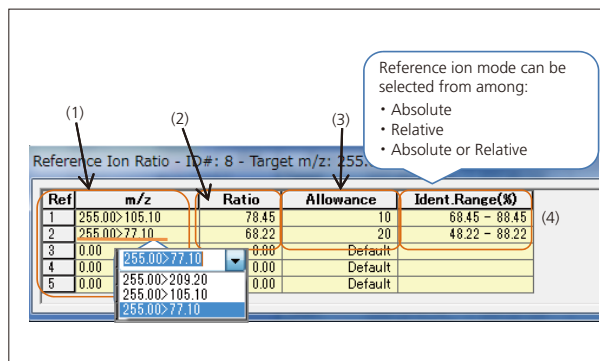 Reference ion mode can be
selected from among:
• Absolute
• Relative
• Absolute or Relative
(1)
(2)
(3)
Reference Ion Ratio - ID#: 8 - Target m/z: 255.
Ref m/z Ratio Allowance Ident.Range(%)
1 255.00>105.10 78.45 10 68.45 - 88.45
2 255.00>77.10 68.22 20 48.22 - 88.22
(4)
3 0.00 0.00 Default
4 0.00 0.00 Default
5 0.00 0.00 Default
255.00>77.10
255.00>209.20
255.00>105.10
255.00>77.10